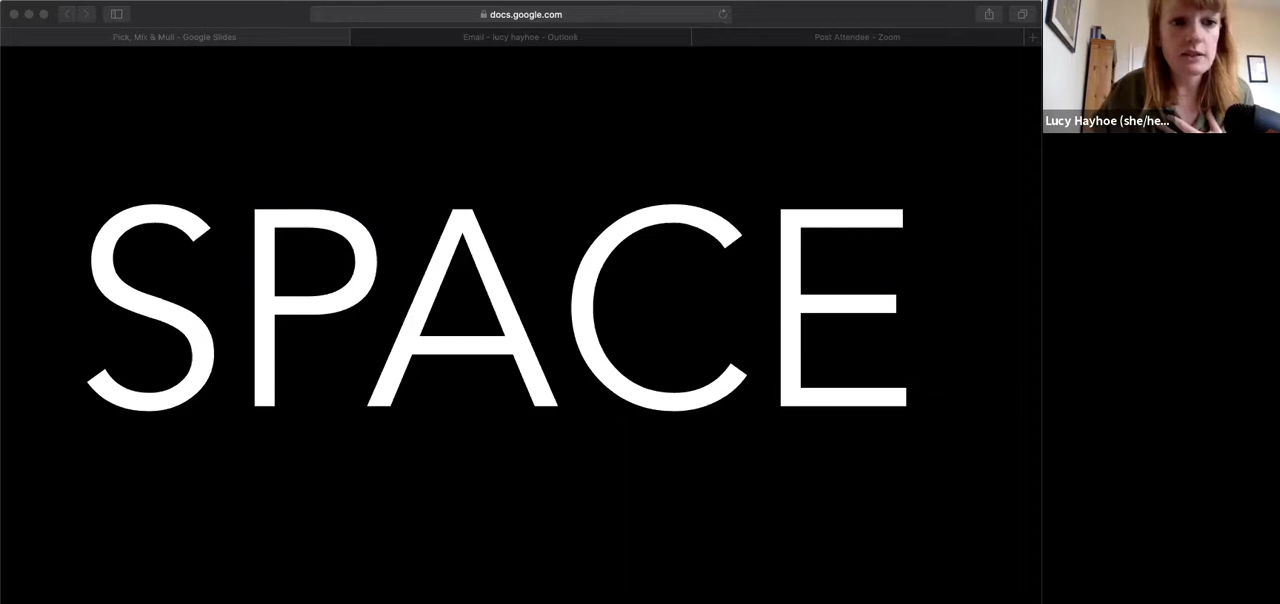 docs.google.com
Pick, Mix & Mull - Google Slides
Email - lucy hayhoe - Outlook
Post Attendee - Zoom
Lucy Hayhoe (she/he...
SPACE